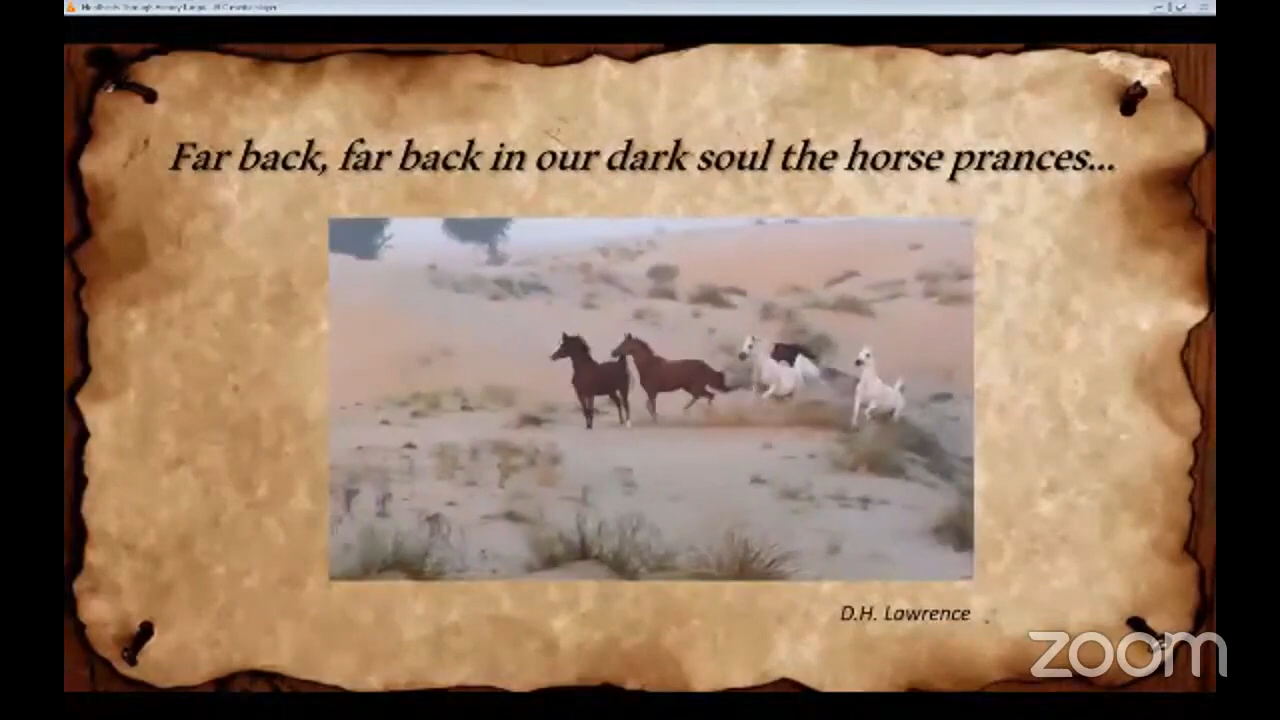 Far back, far back in our dark soul the horse prances...
D.H. Lawrence
zoom